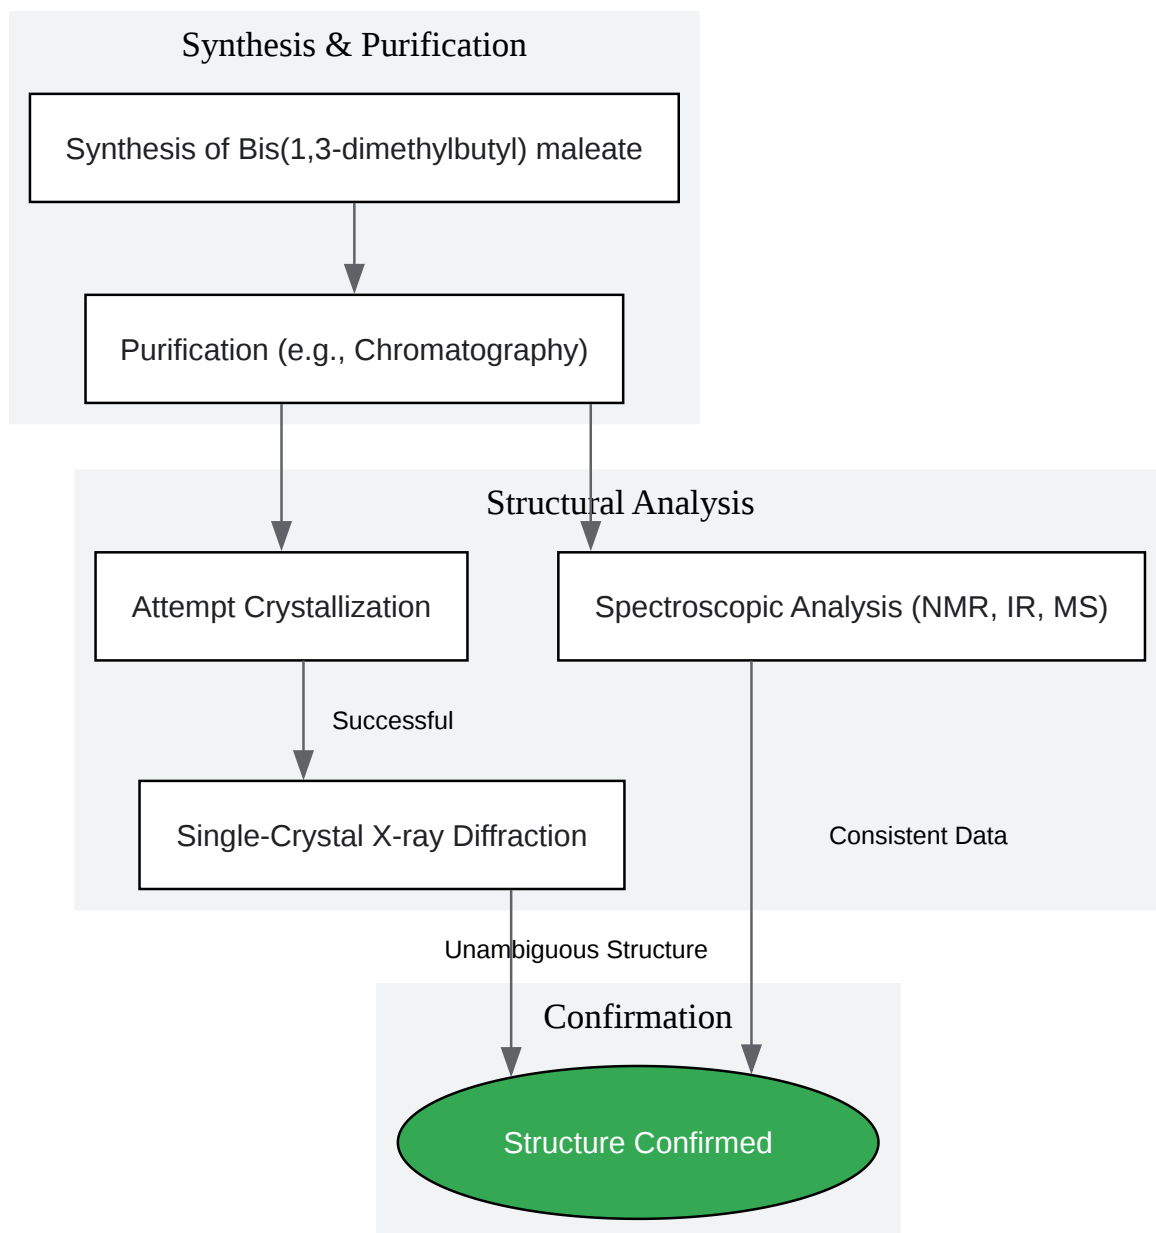 Synthesis & Purification
Synthesis of Bis(1,3-dimethylbutyl) maleate
Purification (e.g., Chromatography)
Structural Analysis
Attempt Crystallization
Spectroscopic Analysis (NMR, IR, MS)
Successful
Single-Crystal X-ray Diffraction
Consistent Data
Unambiguous Structure
Confirmation
Structure Confirmed